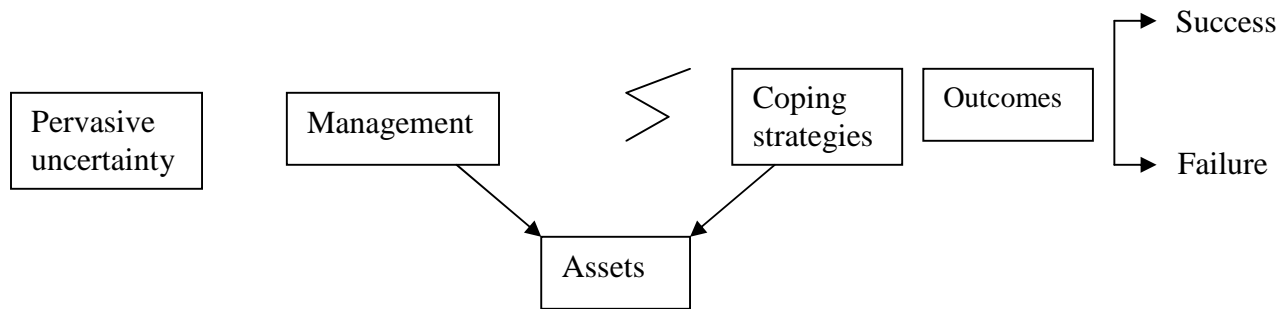 Success
Pervasive
uncertainty
Management
Coping
strategies
Outcomes
Failure
Assets